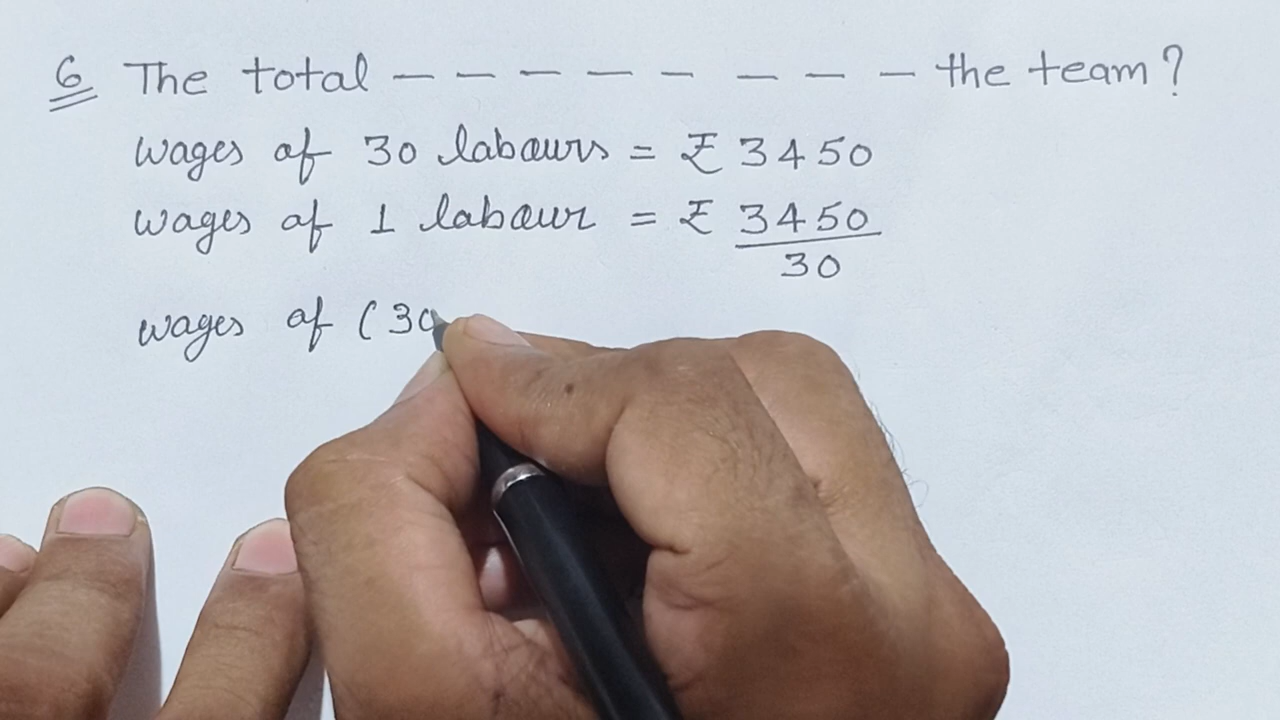 6 The total — — — — — — — — the team?
wages of 30 labours = ₹ 3450
wages of 1 labour = ₹ 3450/30
wages of (30